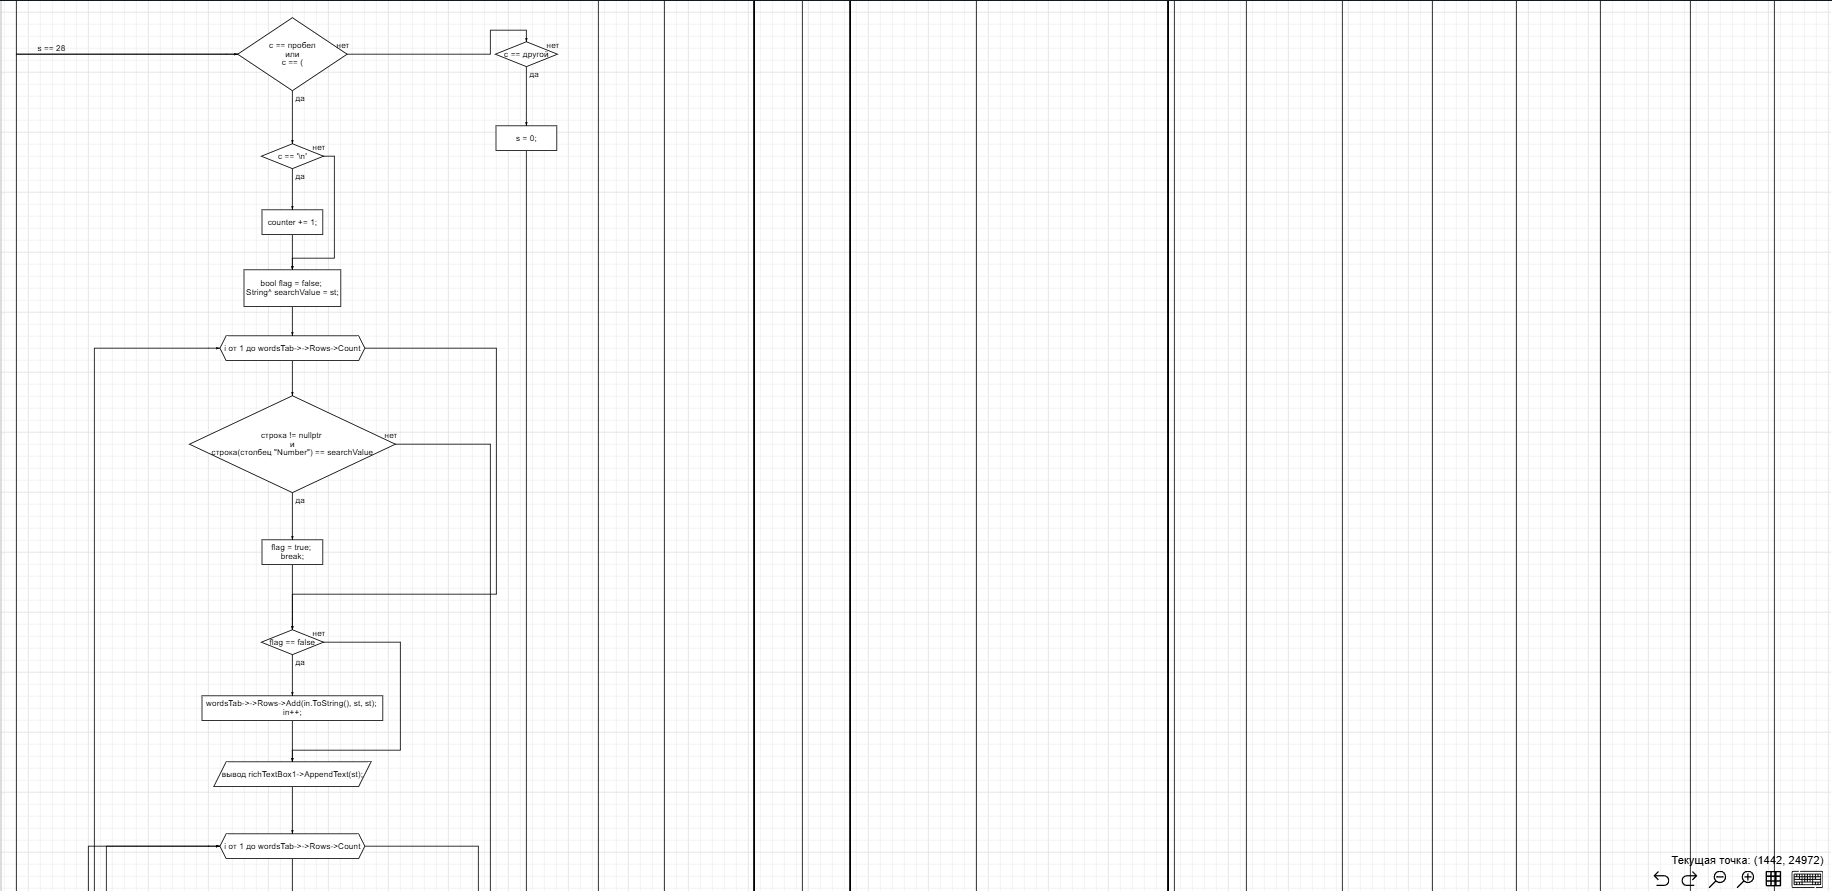 s == 28
c == пробел
или
c == (
нет
да
c == другой
нет
да
s = 0;
c == '\n'
нет
да
counter += 1;
bool flag = false;
String^ searchValue = st;
i от 1 до wordsTab->->Rows->Count
строка != nullptr
и
строка(столбец "Number") == searchValue
нет
да
flag = true;
break;
flag == false
нет
да
wordsTab->->Rows->Add(in.ToString(), st, st);
in++;
вывод richTextBox1->AppendText(st);
i от 1 до wordsTab->->Rows->Count
Текущая точка: (1442, 24972)